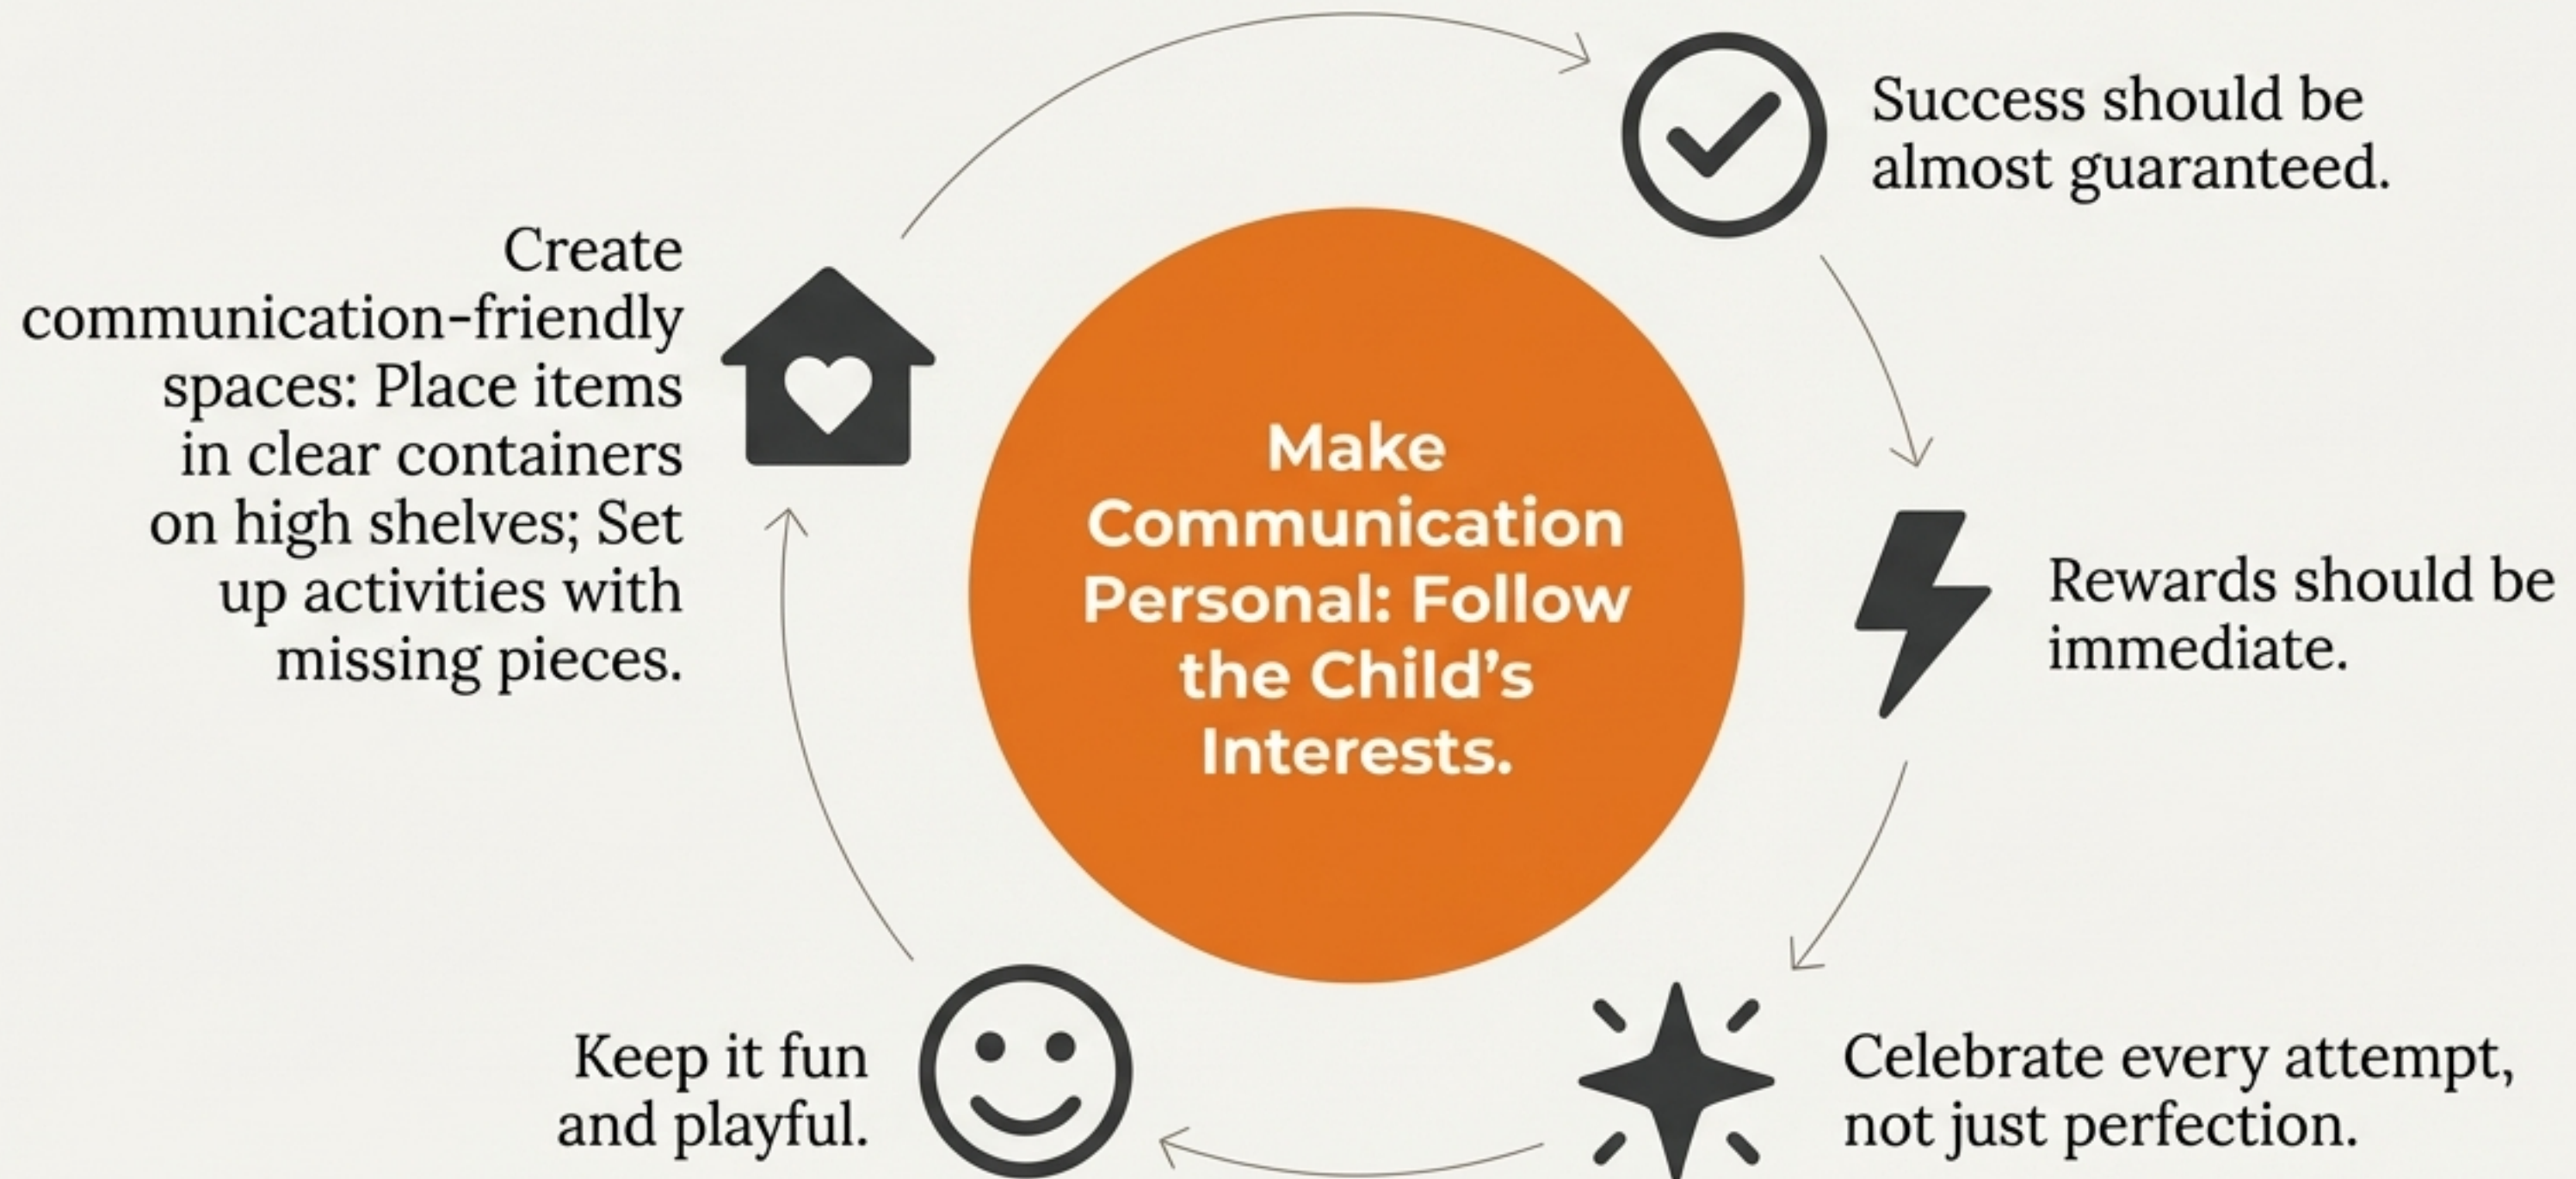 Success should be
almost guaranteed.
Create
communication-friendly
spaces: Place items
in clear containers
on high shelves; Set
up activities with
missing pieces.
Make
Communication
Personal: Follow
the Child’s
Interests.
Rewards should be
immediate.
Keep it fun
and playful.
Celebrate every attempt,
not just perfection.